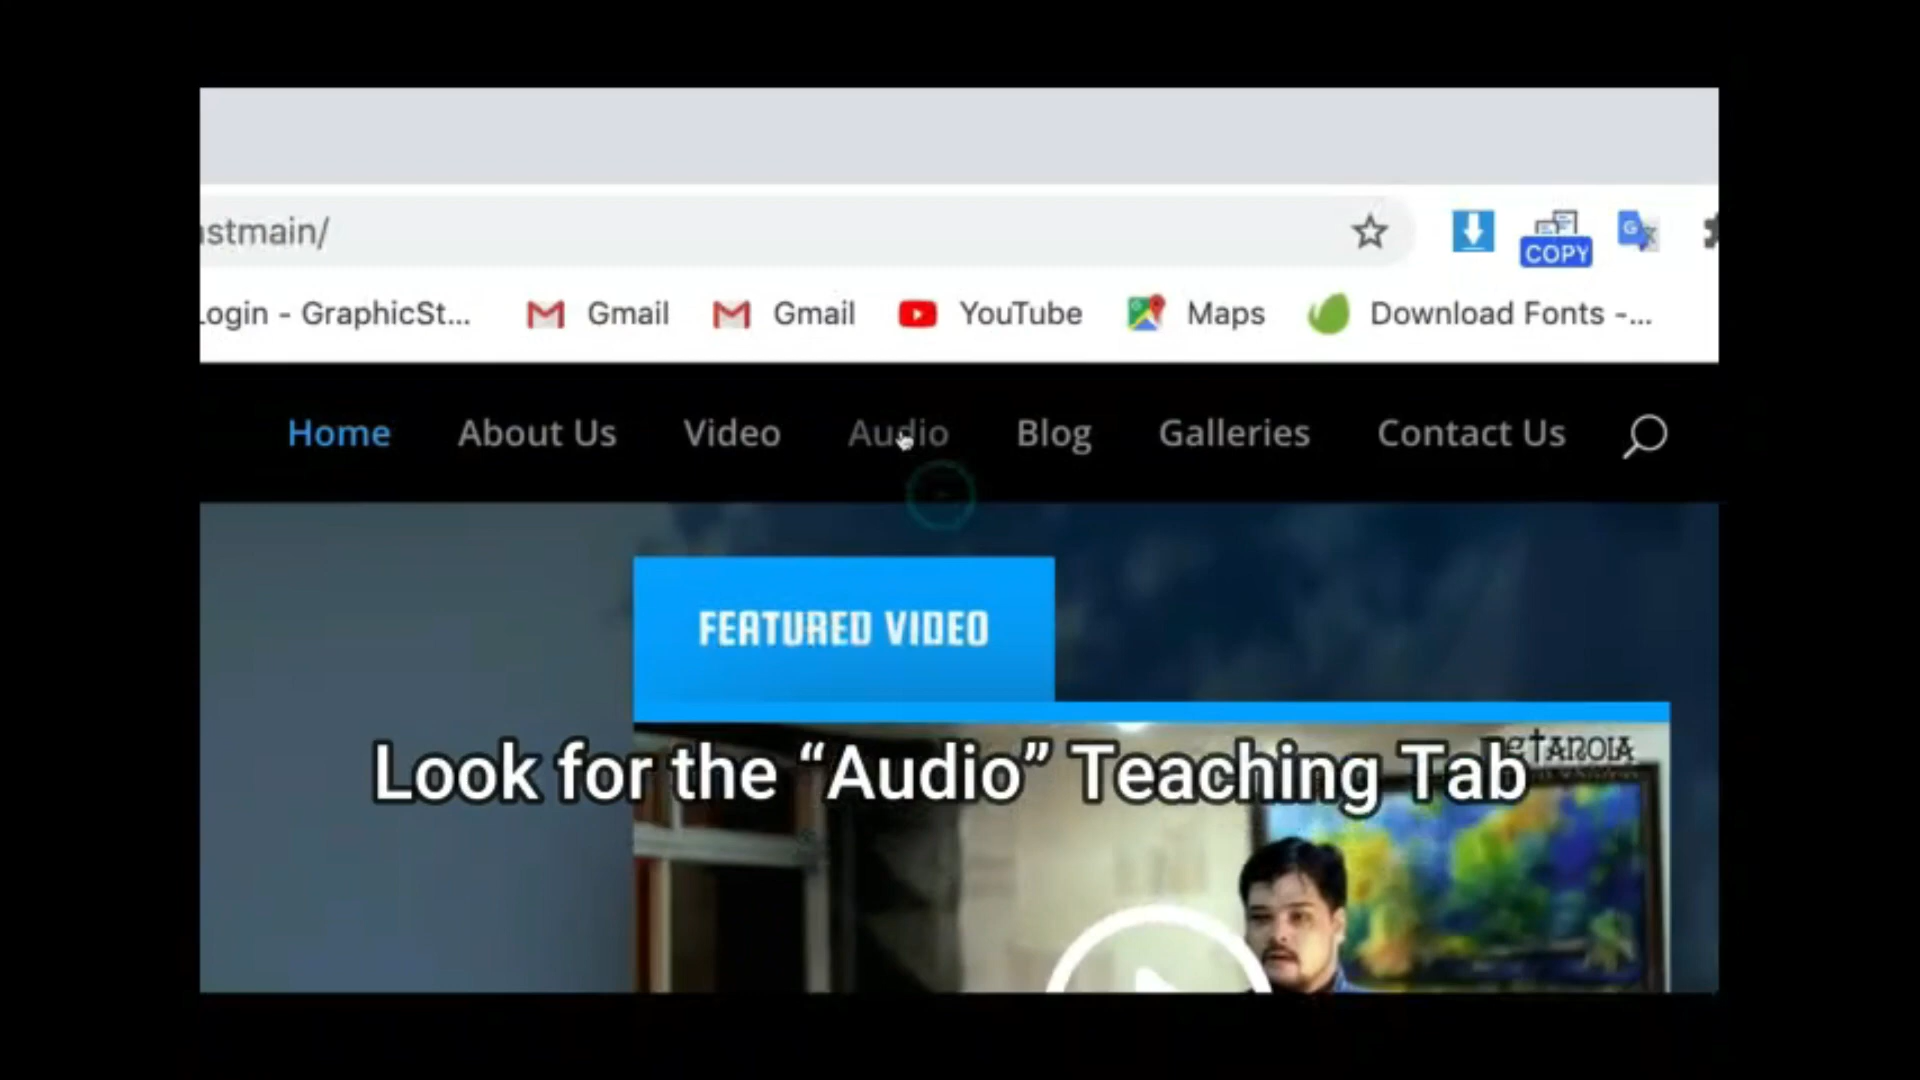 stmain/
COPY
Login - GraphicSt...
Gmail
Gmail
YouTube
Maps
Download Fonts -...
Home
About Us
Video
Audio
Blog
Galleries
Contact Us
FEATURED VIDEO
Look for the “Audio” Teaching Tab